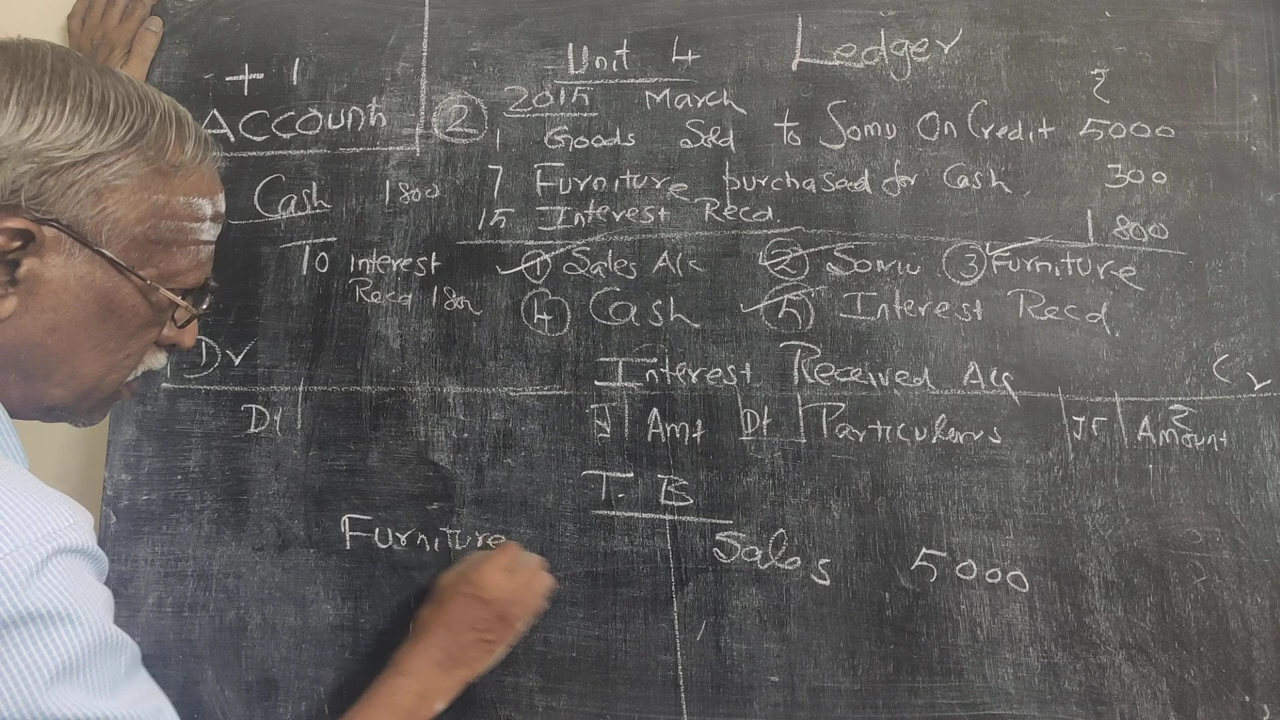 +1
ACCOUNT
Cash 1800
To interest
Recd 1800
Unit 4 Ledger
₹
② 2015 March
1 Goods Sold to Somu On Credit 5000
7 Furniture purchased for Cash 300
15 Interest Recd. 1800
① Sales A/c ② Somu ③ Furniture
④ Cash ⑤ Interest Recd.
Dr Interest Received A/c Cr
Dt JF Amt Dt Particulars JF Amount ₹
T. B
Furniture Sales 5000